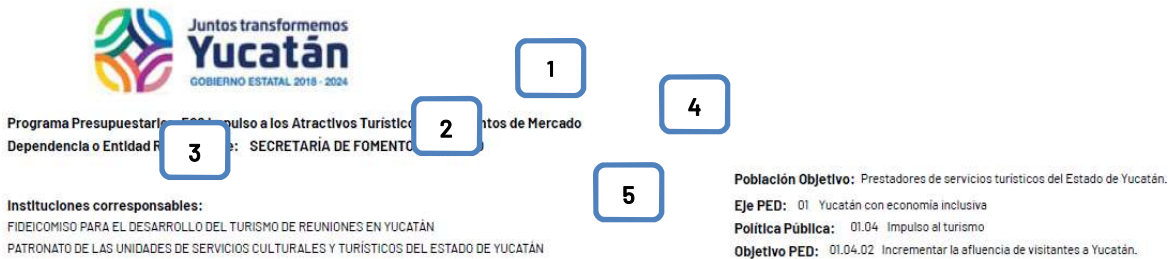 Juntos transformemos
Yucatán
GOBIERNO ESTATAL 2018 - 2024
1
4
Programa Presupuestario: Impulso a los Atractivos de Mercado
2
Dependencia o Entidad SECRETARÍA DE FOMENTO
3
5
Población Objetivo: Prestadores de servicios turísticos del Estado de Yucatán.
Instituciones corresponsables:
Eje PED: 01 Yucatán con economía inclusiva
FIDEICOMISO PARA EL DESARROLLO DEL TURISMO DE REUNIONES EN YUCATÁN
Política Pública: 01.04 Impulso al turismo
PATRONATO DE LAS UNIDADES DE SERVICIOS CULTURALES Y TURÍSTICOS DEL ESTADO DE YUCATÁN
Objetivo PED: 01.04.02 Incrementar la afluencia de visitantes a Yucatán.